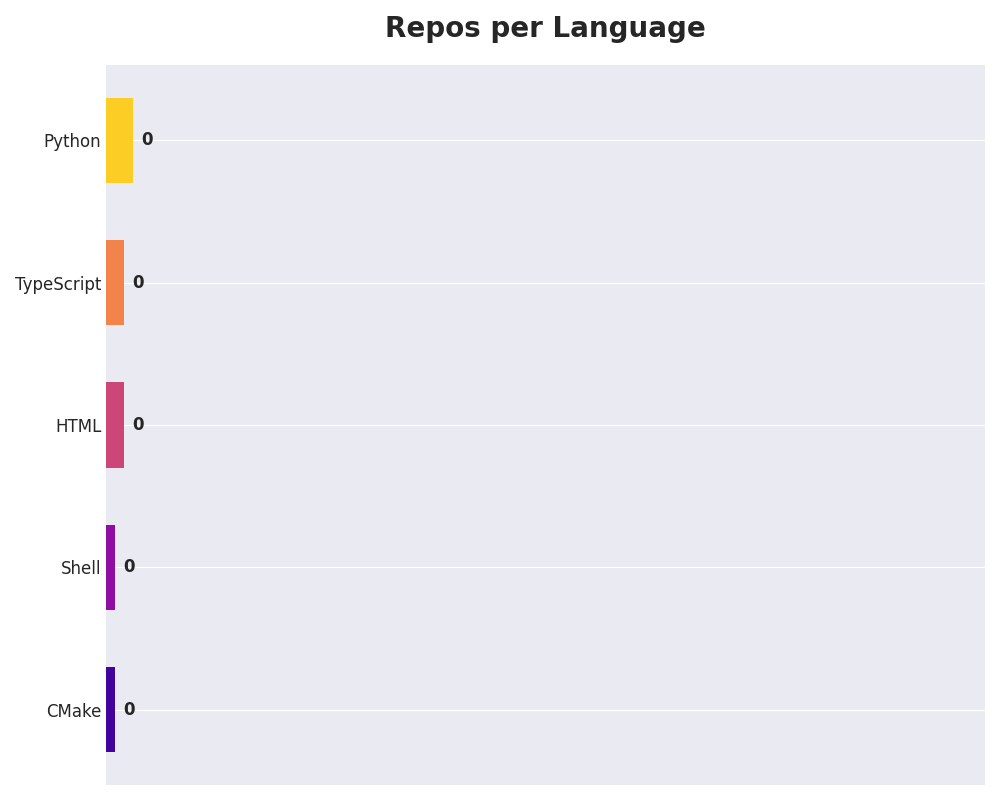 Repos per Language
Python 0
TypeScript 0
HTML 0
Shell 0
CMake 0